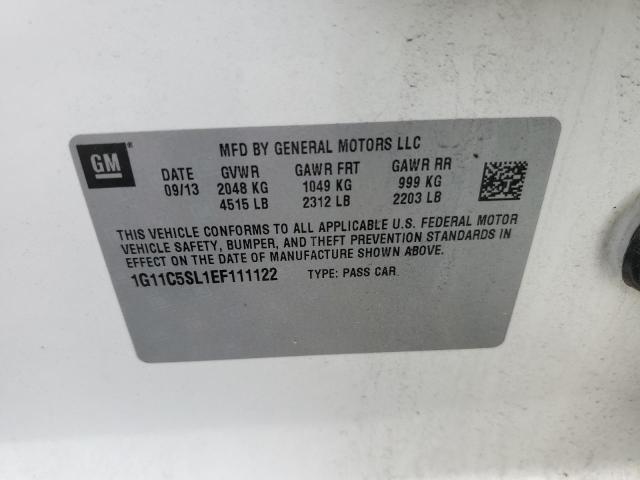 GM
®
MFD BY GENERAL MOTORS LLC
DATE GVWR GAWR FRT GAWR RR
09/13 2048 KG 1049 KG 999 KG
4515 LB 2312 LB 2203 LB
THIS VEHICLE CONFORMS TO ALL APPLICABLE U.S. FEDERAL MOTOR
VEHICLE SAFETY, BUMPER, AND THEFT PREVENTION STANDARDS IN
EFFECT ON THE DATE OF MANUFACTURE SHOWN ABOVE.
1G11C5SL1EF111122 TYPE: PASS CAR